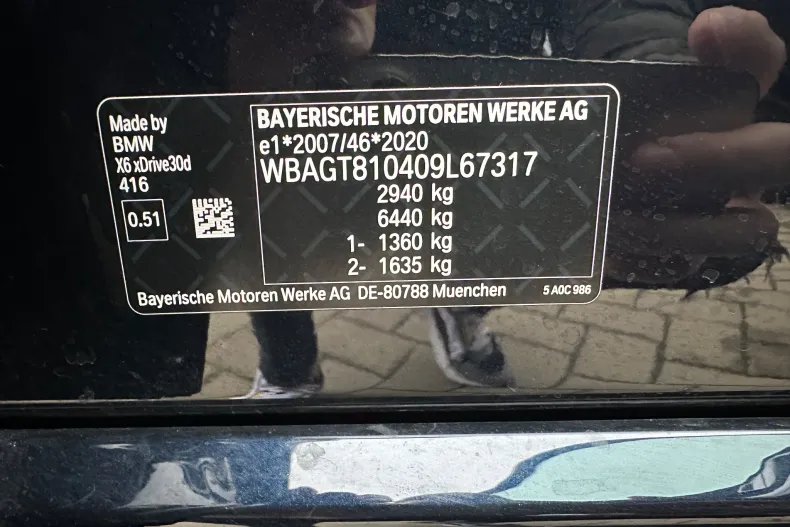 Made by
BMW
X6 xDrive30d
416
0.51
BAYERISCHE MOTOREN WERKE AG
e1*2007/46*2020
WBAGT810409L67317
2940 kg
6440 kg
1- 1360 kg
2- 1635 kg
Bayerische Motoren Werke AG DE-80788 Muenchen
5 A0C 986